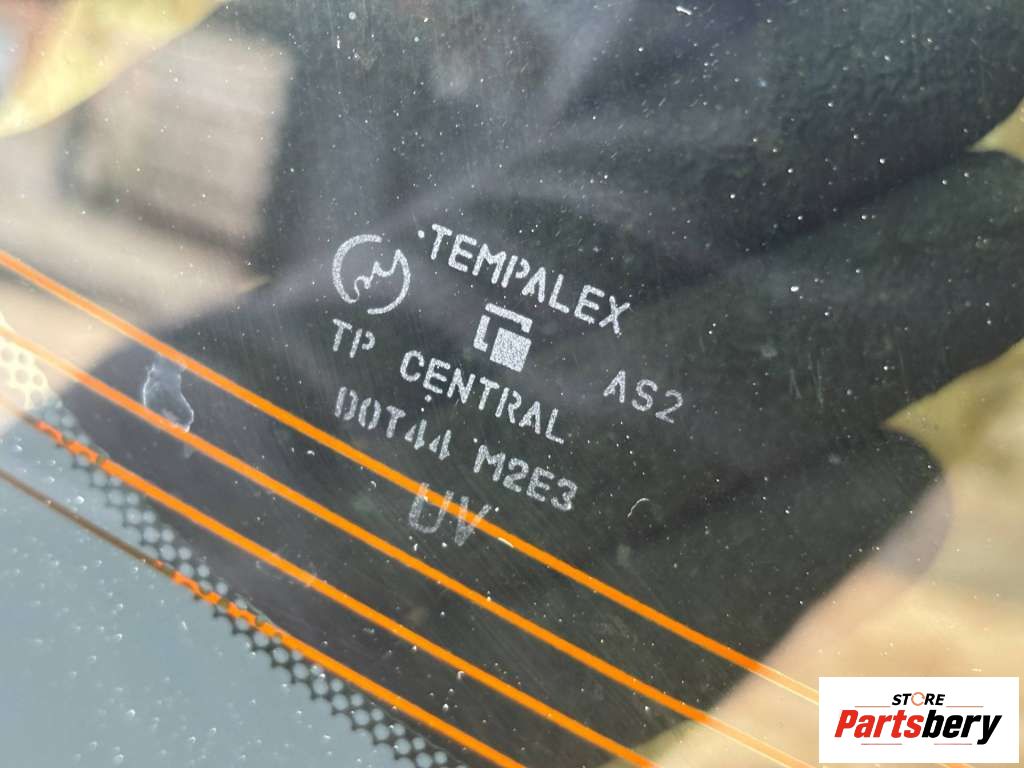 TEMPALEX
TP AS2
CENTRAL
DOT44 M2E3
UV
STORE
Partsbery